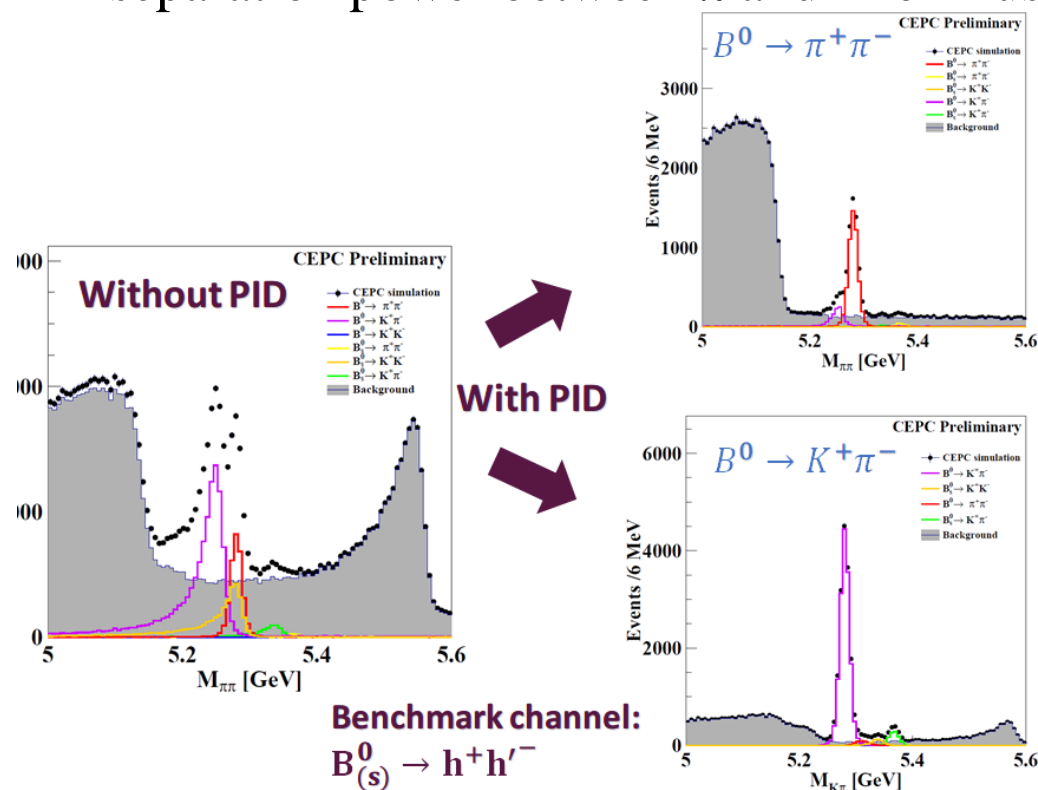 CEPC Preliminary
B⁰ → π⁺π⁻
CEPC simulation
B⁰→ π⁺π⁻
B⁰ₛ→ π⁺π⁻
B⁰ₛ→ K⁺K⁻
B⁰→ K⁺π⁻
B⁰ₛ→ K⁺π⁻
Background
Events /6 MeV
3000
2000
1000
0
5
5.2
5.4
5.6
M_ππ [GeV]
CEPC Preliminary
Without PID
CEPC simulation
B⁰→ π⁺π⁻
B⁰→ K⁺π⁻
B⁰→ K⁺K⁻
B⁰ₛ→ π⁺π⁻
B⁰ₛ→ K⁺K⁻
B⁰ₛ→ K⁺π⁻
Background
0
5
5.2
5.4
5.6
M_ππ [GeV]
With PID
CEPC Preliminary
B⁰ → K⁺π⁻
CEPC simulation
B⁰→ K⁺π⁻
B⁰ₛ→ K⁺K⁻
B⁰→ π⁺π⁻
B⁰ₛ→ K⁺π⁻
Background
Events /6 MeV
6000
4000
2000
0
5
5.2
5.4
5.6
M_Kπ [GeV]
Benchmark channel:
B⁰₍ₛ₎ → h⁺h′⁻